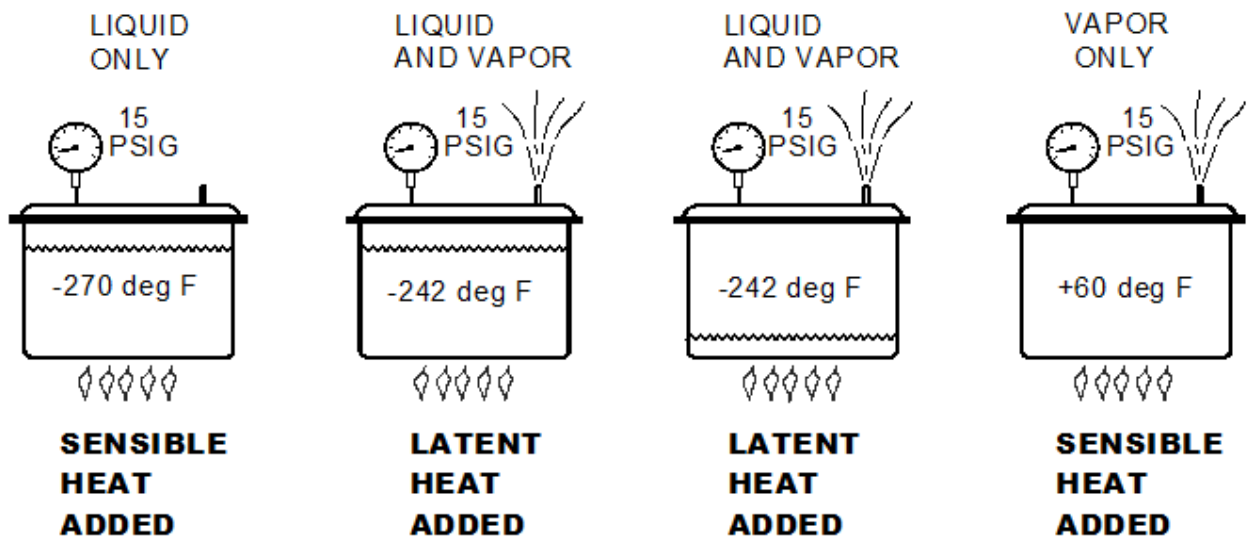 LIQUID
ONLY
15
PSIG
-270 deg F
SENSIBLE
HEAT
ADDED
LIQUID
AND VAPOR
15
PSIG
-242 deg F
LATENT
HEAT
ADDED
LIQUID
AND VAPOR
15
PSIG
-242 deg F
LATENT
HEAT
ADDED
VAPOR
ONLY
15
PSIG
+60 deg F
SENSIBLE
HEAT
ADDED